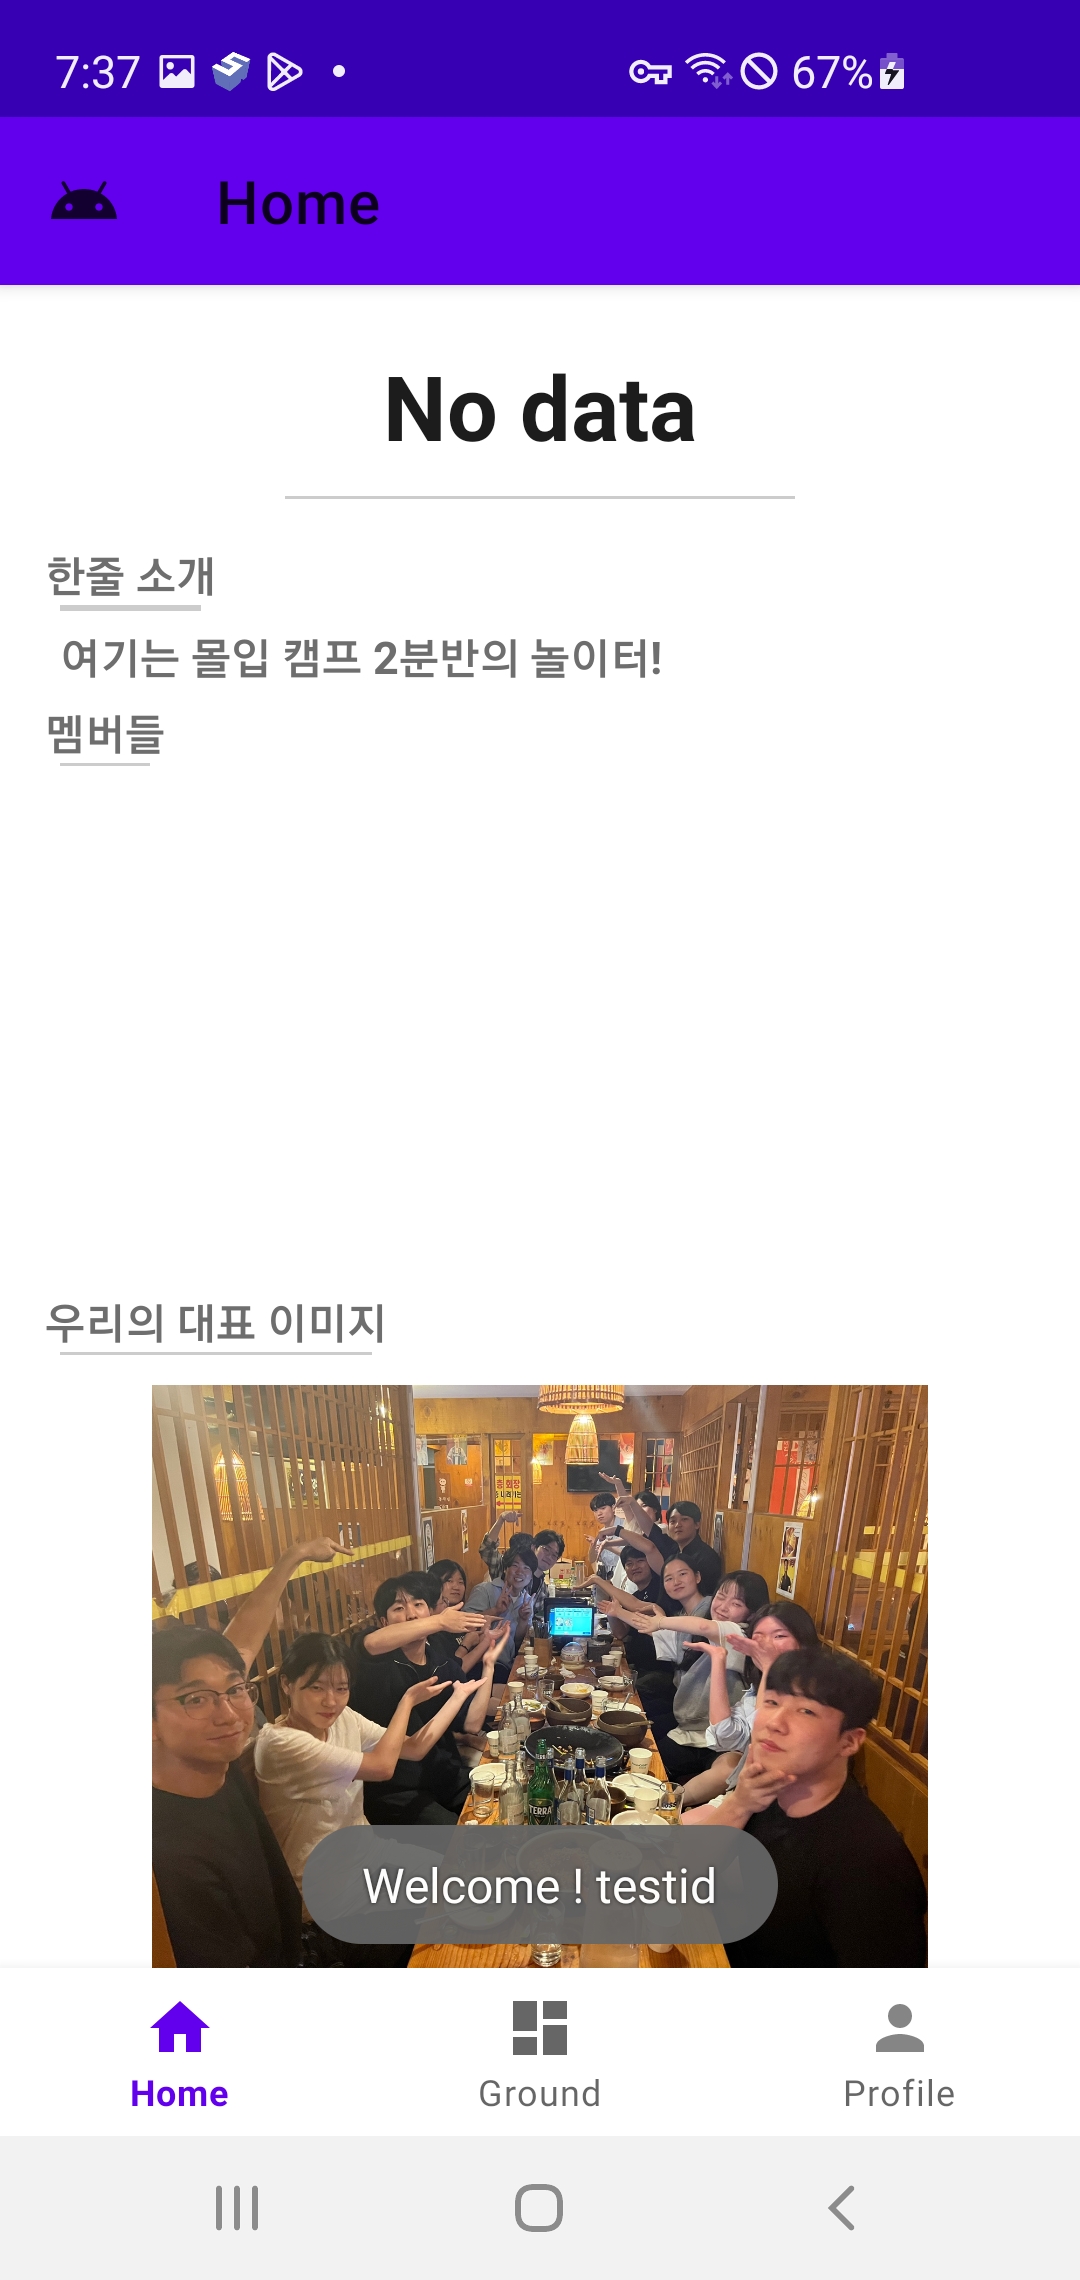 7:37
67%
Home
No data
한줄 소개
여기는 몰입 캠프 2분반의 놀이터!
멤버들
우리의 대표 이미지
TERRA
Welcome ! testid
Home
Ground
Profile